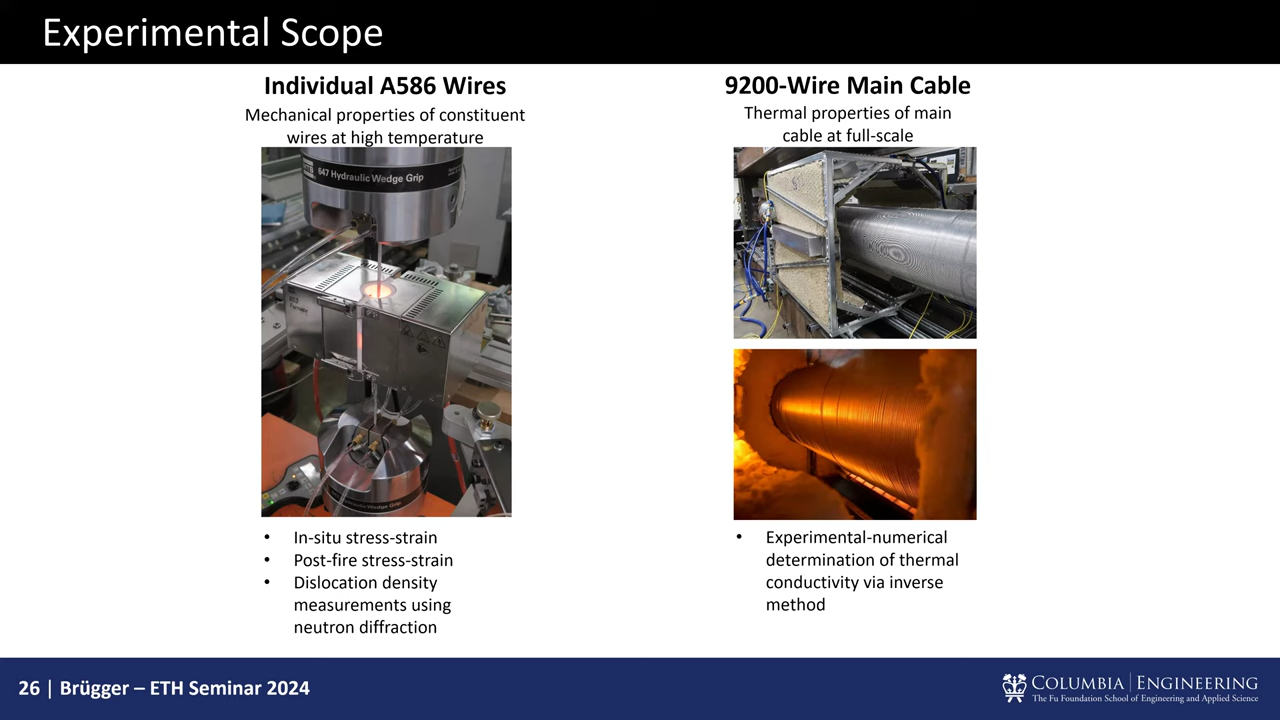 Experimental Scope
Individual A586 Wires
Mechanical properties of constituent
wires at high temperature
647 Hydraulic Wedge Grip
Hydraulic Wedge Grip
In-situ stress-strain
Post-fire stress-strain
Dislocation density
measurements using
neutron diffraction
9200-Wire Main Cable
Thermal properties of main
cable at full-scale
Experimental-numerical
determination of thermal
conductivity via inverse
method
26 | Brügger – ETH Seminar 2024
COLUMBIA | ENGINEERING
The Fu Foundation School of Engineering and Applied Science